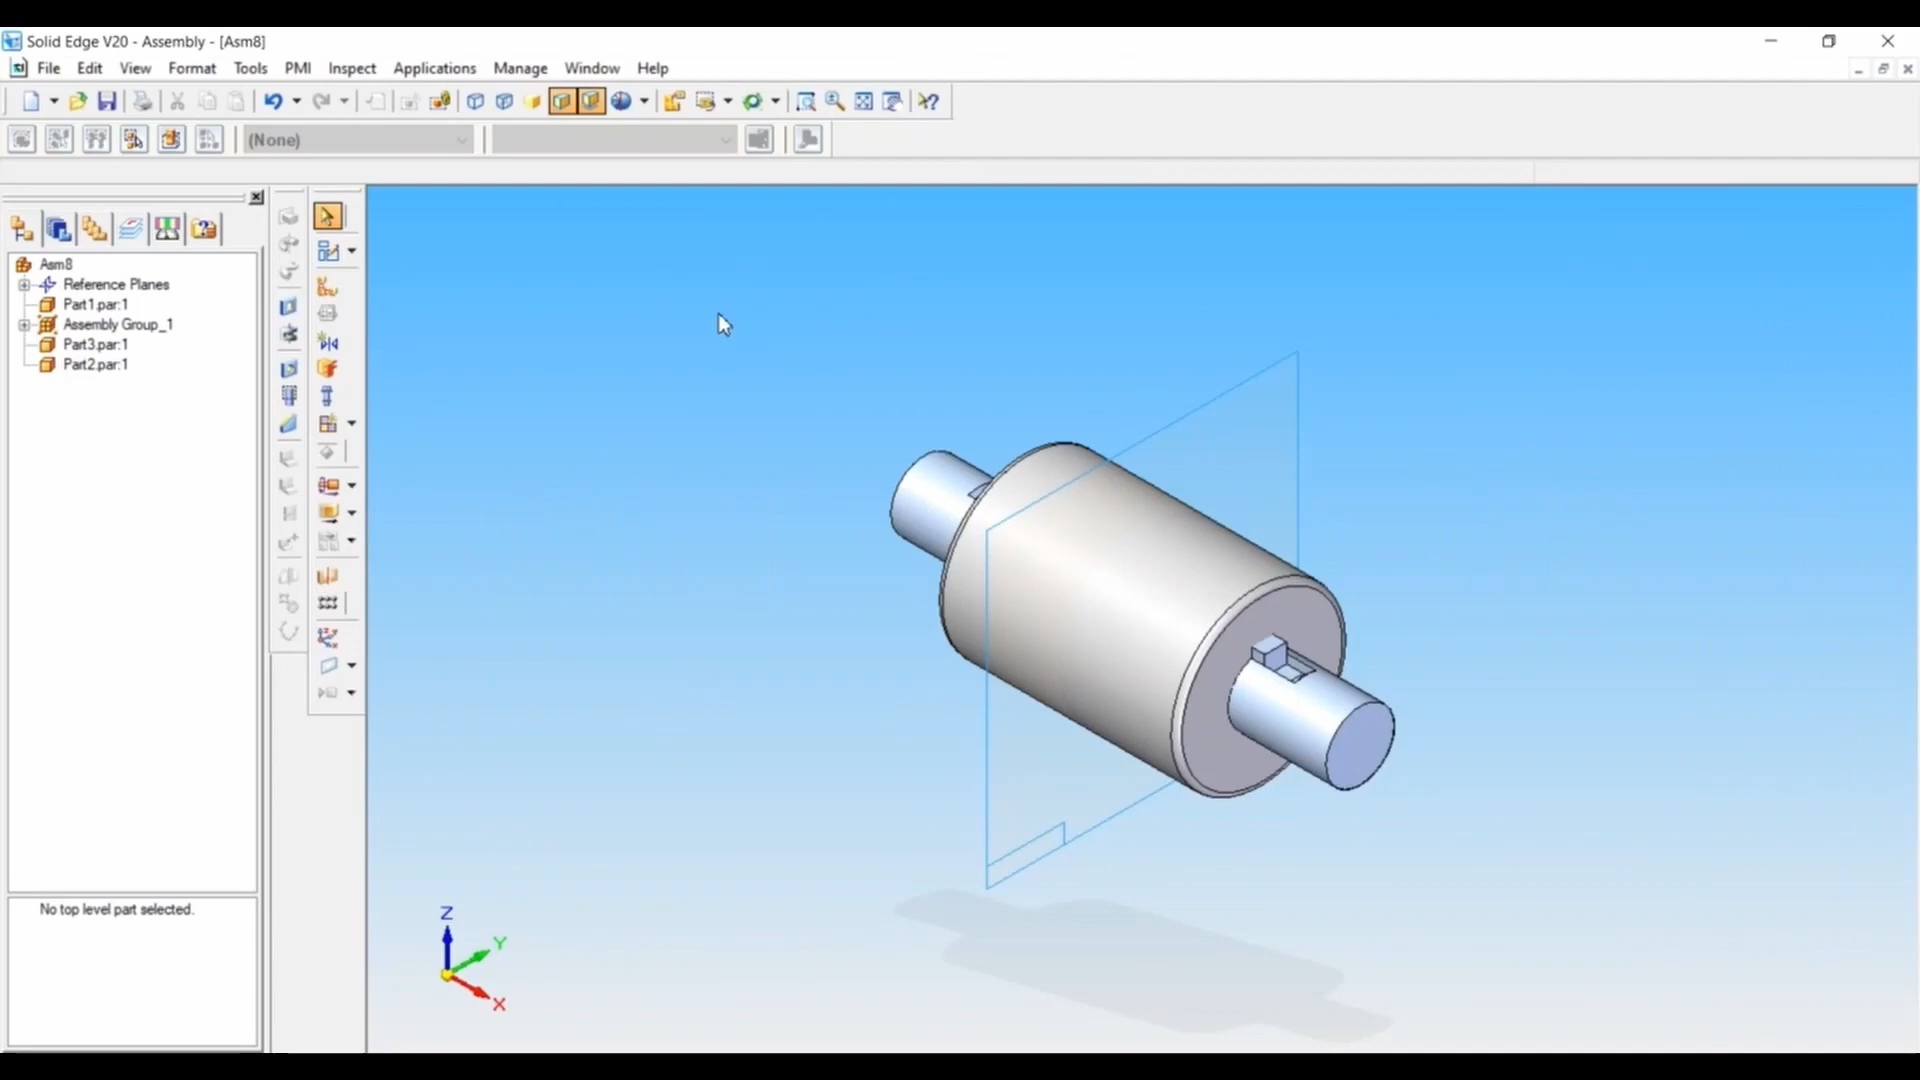 Solid Edge V20 - Assembly - [Asm8]
File Edit View Format Tools PMI Inspect Applications Manage Window Help
(None)
Asm8
Reference Planes
Part1.par:1
Assembly Group_1
Part3.par:1
Part2.par:1
No top level part selected.
Z
Y
X